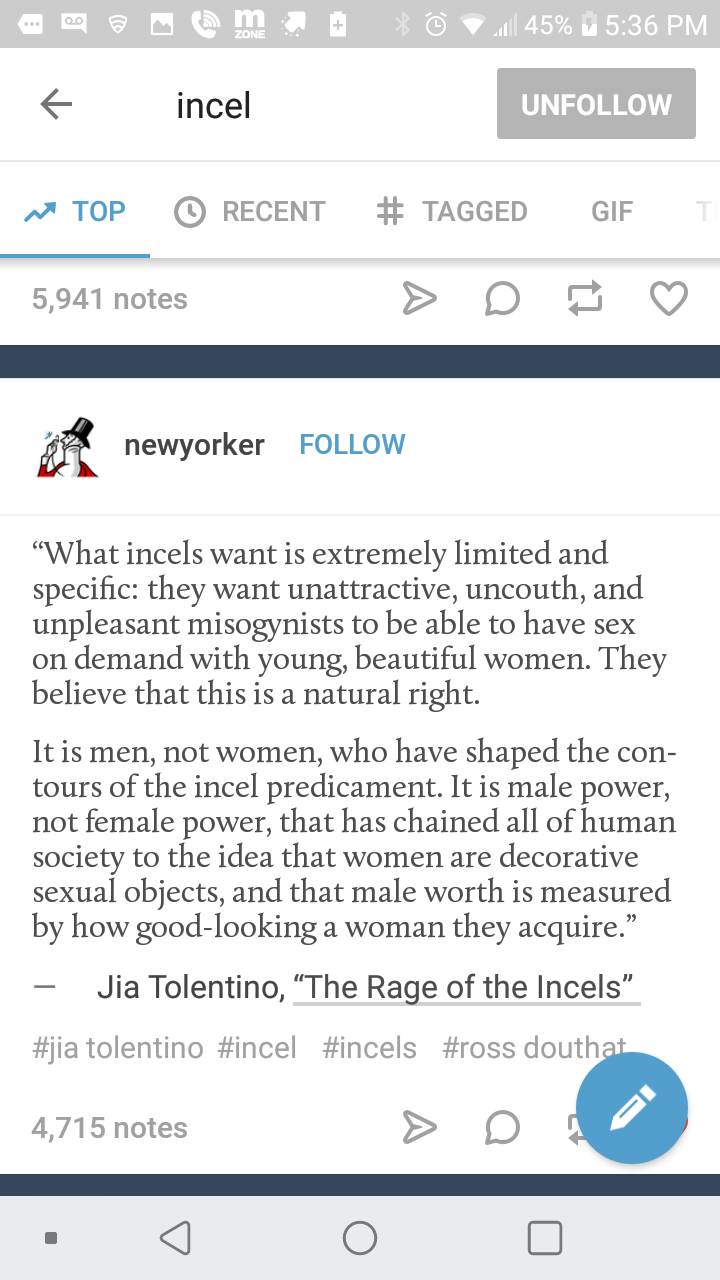 ZONE 45% 5:36 PM
incel UNFOLLOW
TOP RECENT TAGGED GIF
5,941 notes
newyorker FOLLOW
“What incels want is extremely limited and
specific: they want unattractive, uncouth, and
unpleasant misogynists to be able to have sex
on demand with young, beautiful women. They
believe that this is a natural right.
It is men, not women, who have shaped the con-
tours of the incel predicament. It is male power,
not female power, that has chained all of human
society to the idea that women are decorative
sexual objects, and that male worth is measured
by how good-looking a woman they acquire.”
— Jia Tolentino, “The Rage of the Incels”
#jia tolentino #incel #incels #ross douthat
4,715 notes